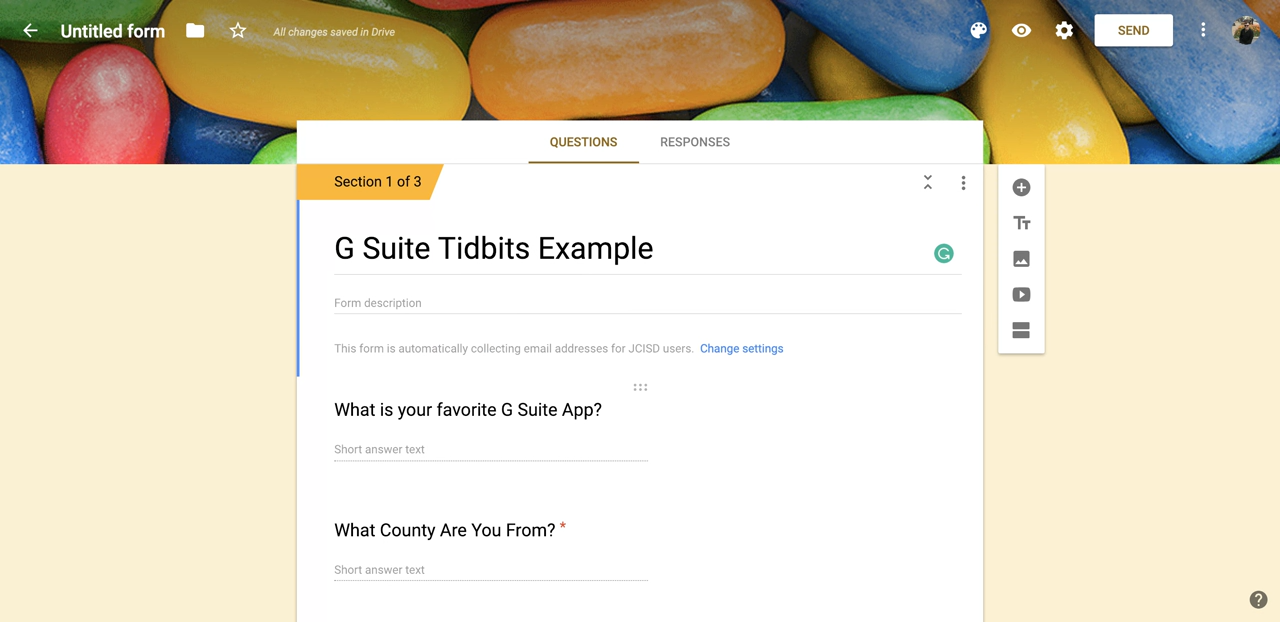 Untitled form
All changes saved in Drive
SEND
QUESTIONS RESPONSES
Section 1 of 3
G Suite Tidbits Example
Form description
This form is automatically collecting email addresses for JCISD users. Change settings
What is your favorite G Suite App?
Short answer text
What County Are You From? *
Short answer text